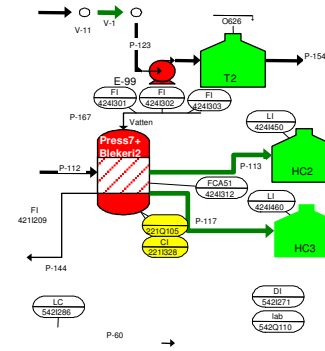 O626
V-1
V-11
P-123
P-154
T2
E-99
FI
424I301
FI
424I302
FI
424I303
P-167
Vatten
LI
424I450
Press7+
Blekeri2
P-112
P-113
HC2
FCA51
424I312
LI
424I460
FI
421I209
P-117
221Q105
CI
221I328
HC3
P-144
LC
542I286
DI
542I271
lab
542Q110
P-60